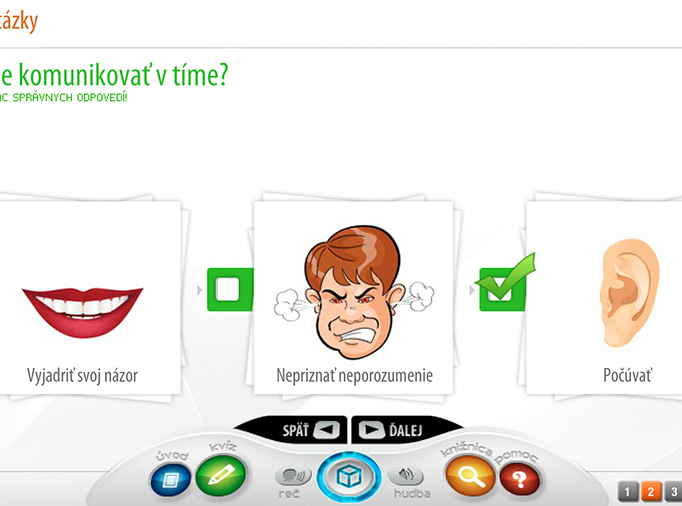 e komunikovať v tíme?
SPRÁVNYCH ODPOVEDÍ!
Vyjadriť svoj názor
Nepriznať neporozumenie
Počúvať
SPÄŤ
ĎALEJ
úvod
kvíz
reč
hudba
knižnica
pomoc
1 2 3